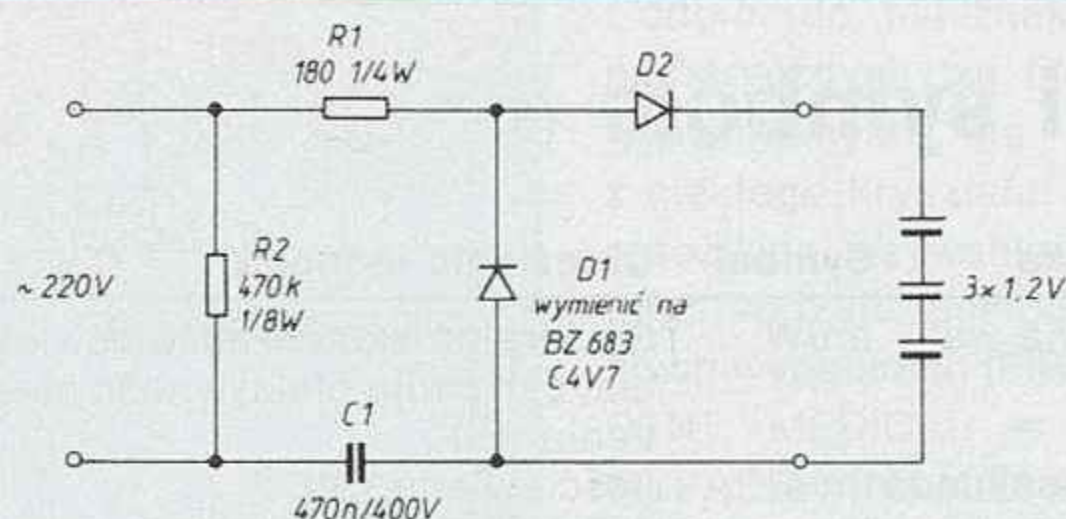 R1
180 1/4W
D2
~220V
R2
470k
1/8W
D1
wymienić na
BZ 683
C4V7
3×1,2V
C1
470n/400V